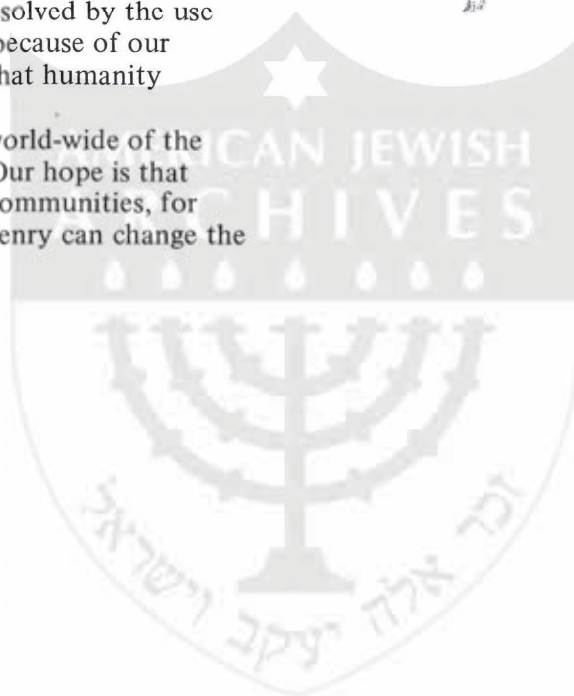 solved by the use
because of our
hat humanity
world-wide of the
Our hope is that
ommunities, for
enry can change the
AMERICAN JEWISH
ARCHIVES
זכר אלה יעקב וישראל